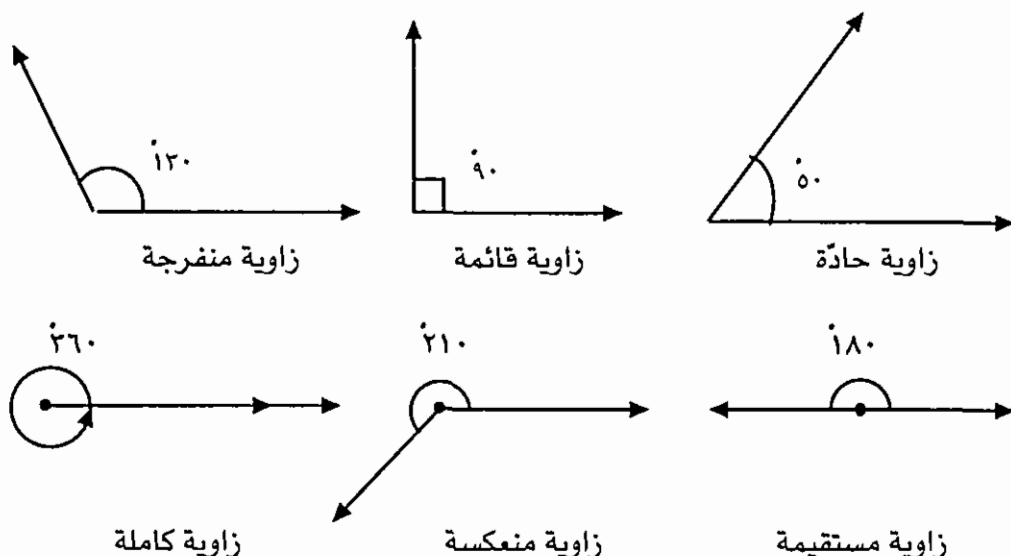 ٥٠°
٩٠°
١٢٠°
زاوية حادّة
زاوية قائمة
زاوية منفرجة
١٨٠°
٢١٠°
٣٦٠°
زاوية مستقيمة
زاوية منعكسة
زاوية كاملة